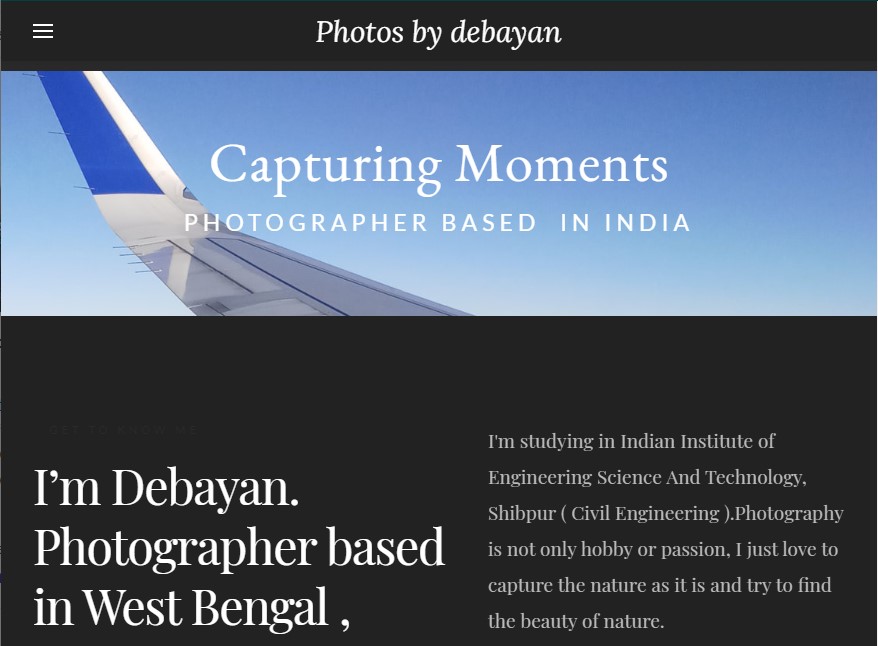 Photos by debayan
Capturing Moments
PHOTOGRAPHER BASED IN INDIA
GET TO KNOW ME
I’m Debayan.
Photographer based
in West Bengal ,
I'm studying in Indian Institute of
Engineering Science And Technology,
Shibpur ( Civil Engineering ).Photography
is not only hobby or passion, I just love to
capture the nature as it is and try to find
the beauty of nature.